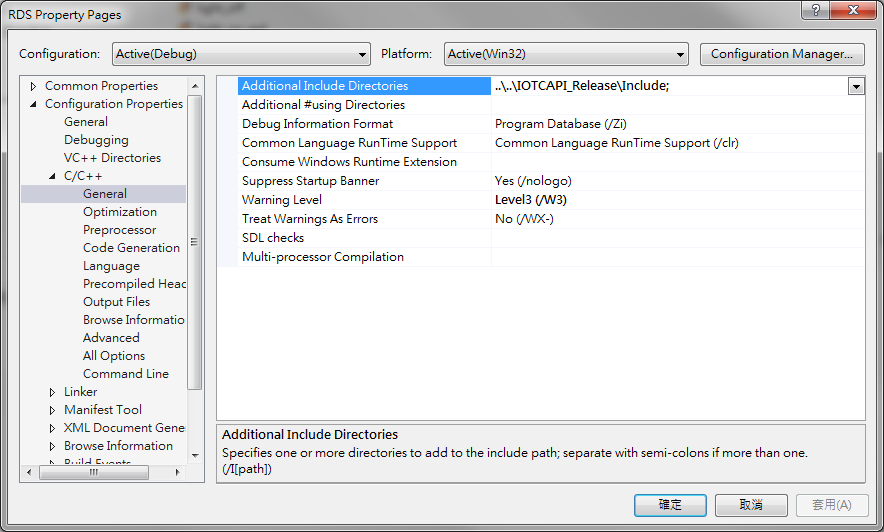 RDS Property Pages
Configuration: Active(Debug) Platform: Active(Win32) Configuration Manager...
Common Properties
Configuration Properties
General
Debugging
VC++ Directories
C/C++
General
Optimization
Preprocessor
Code Generation
Language
Precompiled Head
Output Files
Browse Informatio
Advanced
All Options
Command Line
Linker
Manifest Tool
XML Document Gene
Browse Information
Build Events
Additional Include Directories ..\..\IOTCAPI_Release\Include;
Additional #using Directories
Debug Information Format Program Database (/Zi)
Common Language RunTime Support Common Language RunTime Support (/clr)
Consume Windows Runtime Extension
Suppress Startup Banner Yes (/nologo)
Warning Level Level3 (/W3)
Treat Warnings As Errors No (/WX-)
SDL checks
Multi-processor Compilation
Additional Include Directories
Specifies one or more directories to add to the include path; separate with semi-colons if more than one.
(/I[path])
確定 取消 套用(A)